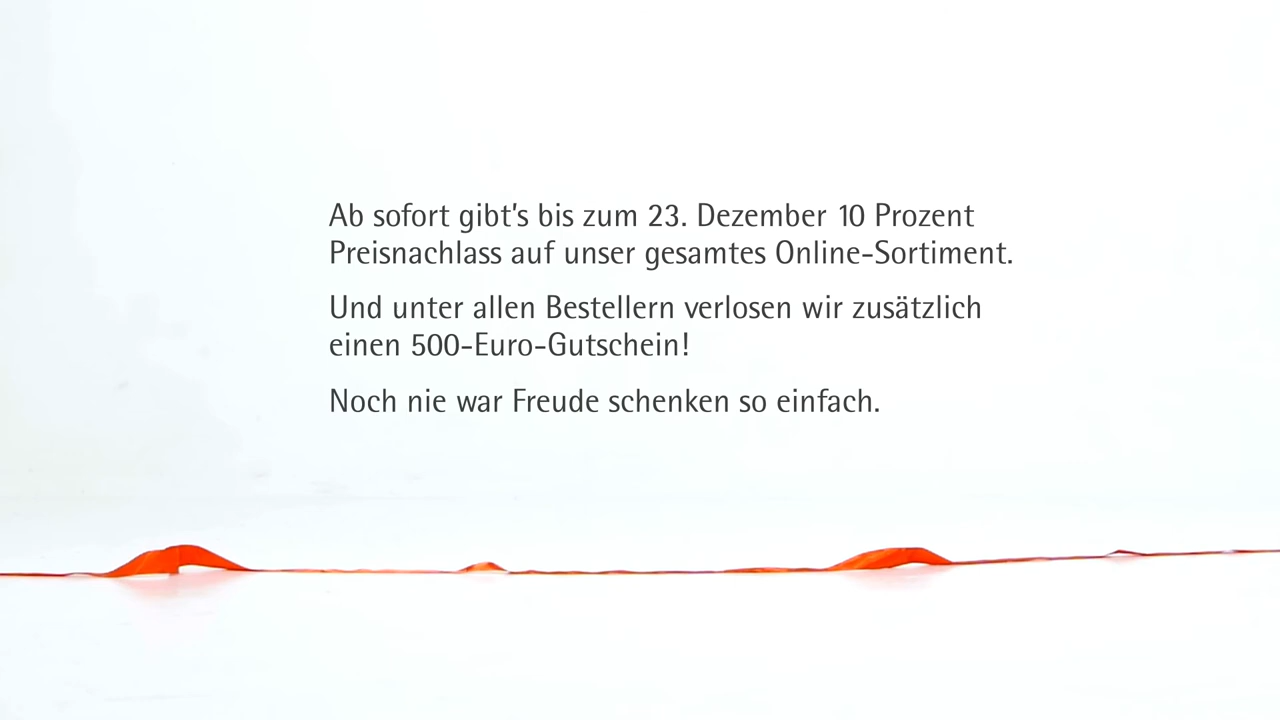 Ab sofort gibt's bis zum 23. Dezember 10 Prozent
Preisnachlass auf unser gesamtes Online-Sortiment.
Und unter allen Bestellern verlosen wir zusätzlich
einen 500-Euro-Gutschein!
Noch nie war Freude schenken so einfach.